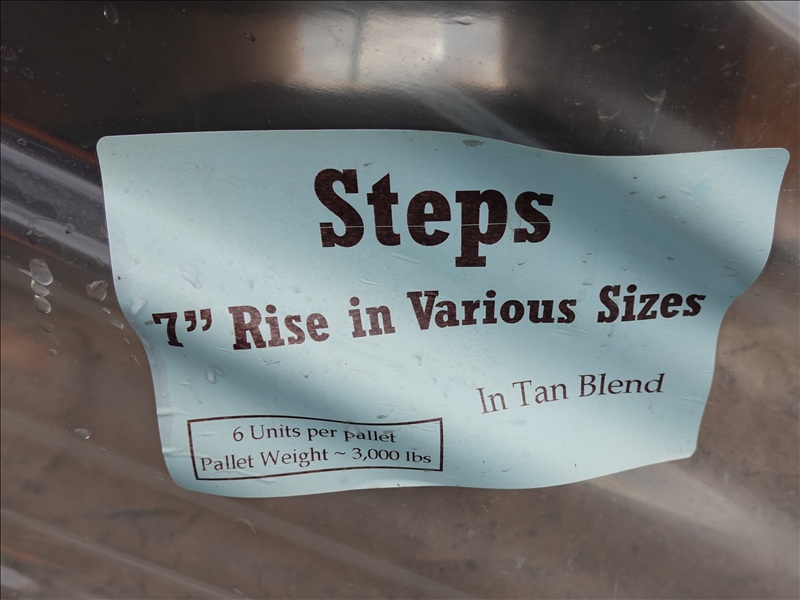 Steps
7” Rise in Various Sizes
In Tan Blend
6 Units per pallet
Pallet Weight ~ 3,000 lbs